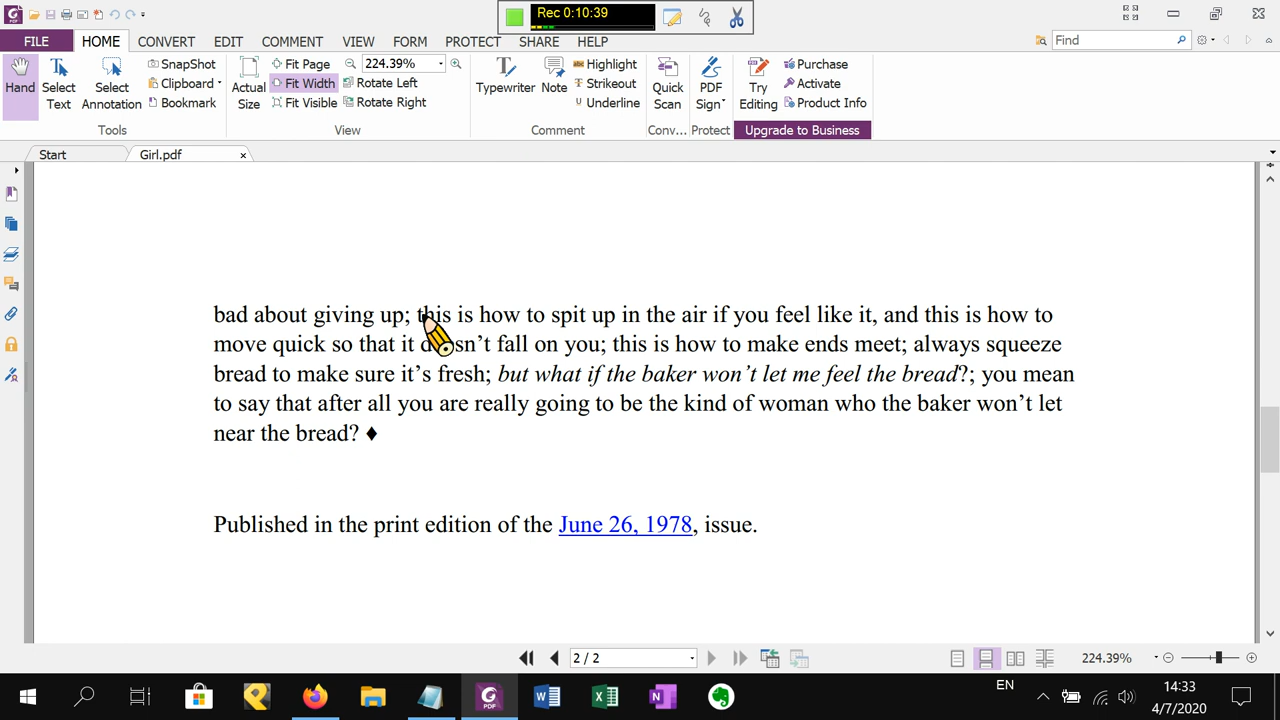 Rec 0:10:39
FILE HOME CONVERT EDIT COMMENT VIEW FORM PROTECT SHARE HELP Find
Hand Select Text Select Annotation SnapShot Clipboard Bookmark Tools
Actual Size Fit Page Fit Width Fit Visible 224.39% Rotate Left Rotate Right View
Typewriter Note Highlight Strikeout Underline Comment
Quick Scan Conv... PDF Sign Protect
Try Editing Purchase Activate Product Info Upgrade to Business
Start Girl.pdf
bad about giving up; this is how to spit up in the air if you feel like it, and this is how to
move quick so that it doesn’t fall on you; this is how to make ends meet; always squeeze
bread to make sure it’s fresh; but what if the baker won’t let me feel the bread?; you mean
to say that after all you are really going to be the kind of woman who the baker won’t let
near the bread? ♦
Published in the print edition of the June 26, 1978, issue.
2 / 2 224.39%
EN 14:33
4/7/2020